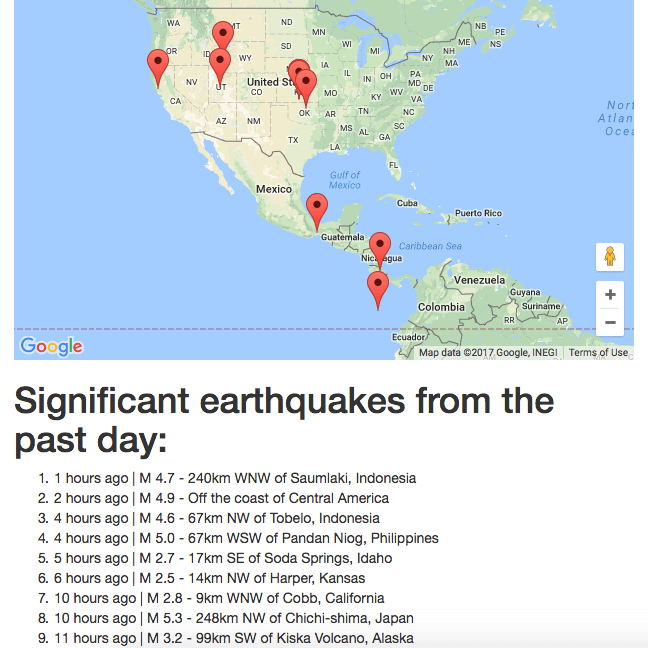 WA
MT
ND
MN
NB
PE
NS
OR
ID
SD
WI
MI
ME
NH
NY
MA
WY
IA
NV
UT
United St
CO
IL
IN
OH
PA
MD
DE
CA
MO
KY
WV
VA
AZ
NM
OK
AR
TN
NC
MS
AL
SC
GA
TX
LA
FL
Gulf of
Mexico
Mexico
Cuba
Puerto Rico
Guatemala
Caribbean Sea
Nicaragua
Venezuela
Guyana
Suriname
Colombia
RR
AP
Ecuador
+
−
Google
Map data ©2017 Google, INEGI
Terms of Use
Significant earthquakes from the
past day:
1. 1 hours ago | M 4.7 - 240km WNW of Saumlaki, Indonesia
2. 2 hours ago | M 4.9 - Off the coast of Central America
3. 4 hours ago | M 4.6 - 67km NW of Tobelo, Indonesia
4. 4 hours ago | M 5.0 - 67km WSW of Pandan Niog, Philippines
5. 5 hours ago | M 2.7 - 17km SE of Soda Springs, Idaho
6. 6 hours ago | M 2.5 - 14km NW of Harper, Kansas
7. 10 hours ago | M 2.8 - 9km WNW of Cobb, California
8. 10 hours ago | M 5.3 - 248km NW of Chichi-shima, Japan
9. 11 hours ago | M 3.2 - 99km SW of Kiska Volcano, Alaska